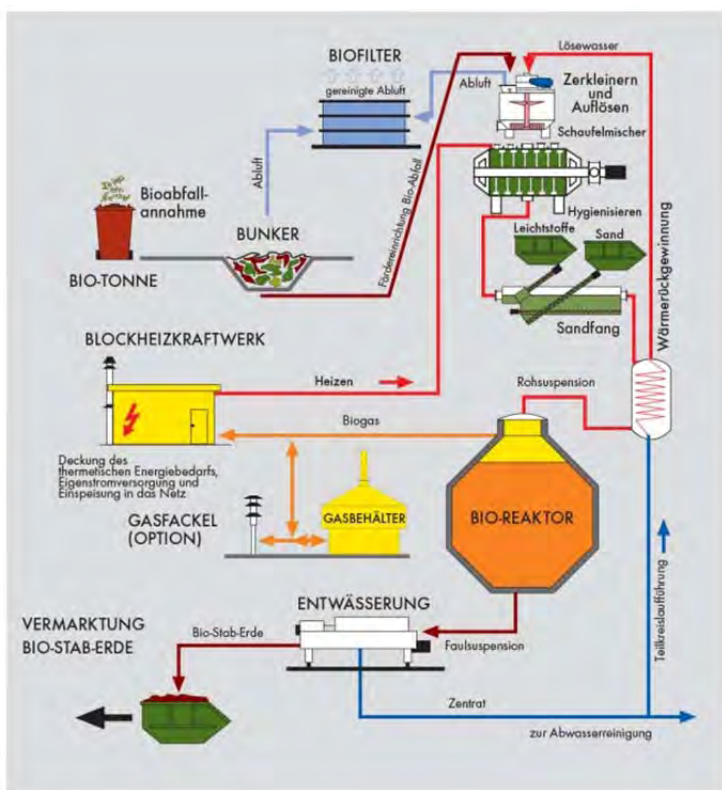 BIOFILTER
gereinigte Abluft
Abluft
Lösewasser
Zerkleinern
und
Auflösen
Schaufelmischer
Abluft
Fördereinrichtung Bio-Abfall
Bioabfall-
annahme
BIO-TONNE
BUNKER
Hygienisieren
Leichtstoffe
Sand
Sandfang
Wärmerückgewinnung
BLOCKHEIZKRAFTWERK
Heizen
Rohsuspension
Biogas
Deckung des
thermetischen Energiebedarfs,
Eigenstromversorgung und
Einspeisung in das Netz
GASFACKEL
(OPTION)
GASBEHÄLTER
BIO-REAKTOR
Teilkreislaufführung
ENTWÄSSERUNG
VERMARKTUNG
BIO-STAB-ERDE
Bio-Stab-Erde
Faulsuspension
Zentrat
zur Abwasserreinigung